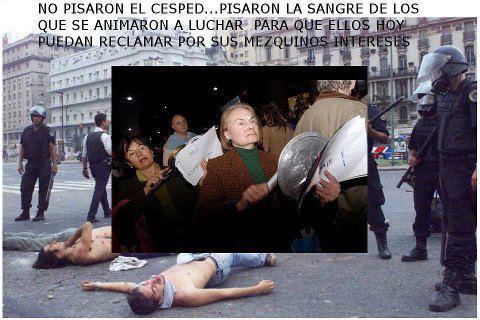 NO PISARON EL CESPED...PISARON LA SANGRE DE LOS
QUE SE ANIMARON A LUCHAR  PARA QUE ELLOS HOY
PUEDAN RECLAMAR POR SUS MEZQUINOS INTERESES